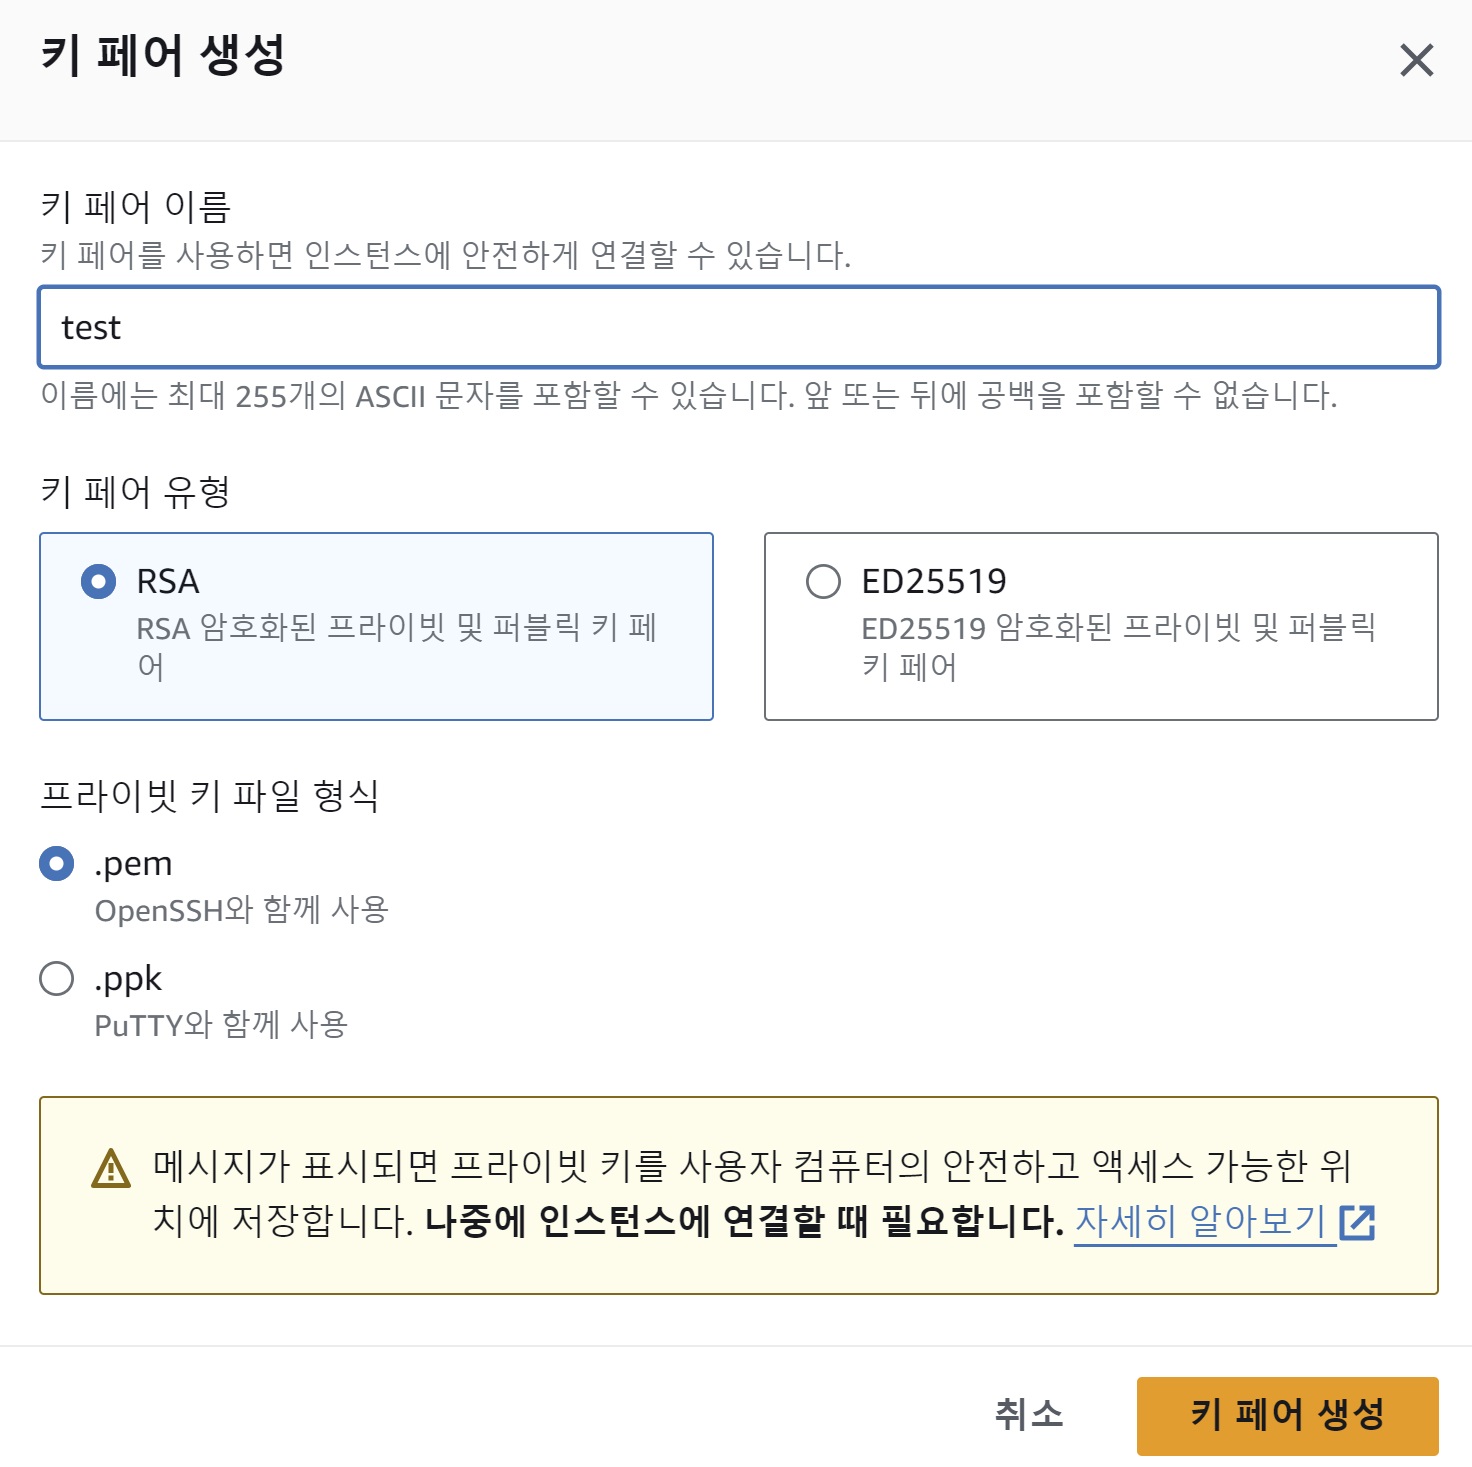 키 페어 생성
키 페어 이름
키 페어를 사용하면 인스턴스에 안전하게 연결할 수 있습니다.
test
이름에는 최대 255개의 ASCII 문자를 포함할 수 있습니다. 앞 또는 뒤에 공백을 포함할 수 없습니다.
키 페어 유형
RSA
RSA 암호화된 프라이빗 및 퍼블릭 키 페
어
ED25519
ED25519 암호화된 프라이빗 및 퍼블릭
키 페어
프라이빗 키 파일 형식
.pem
OpenSSH와 함께 사용
.ppk
PuTTY와 함께 사용
메시지가 표시되면 프라이빗 키를 사용자 컴퓨터의 안전하고 액세스 가능한 위
치에 저장합니다. 나중에 인스턴스에 연결할 때 필요합니다. 자세히 알아보기
취소
키 페어 생성